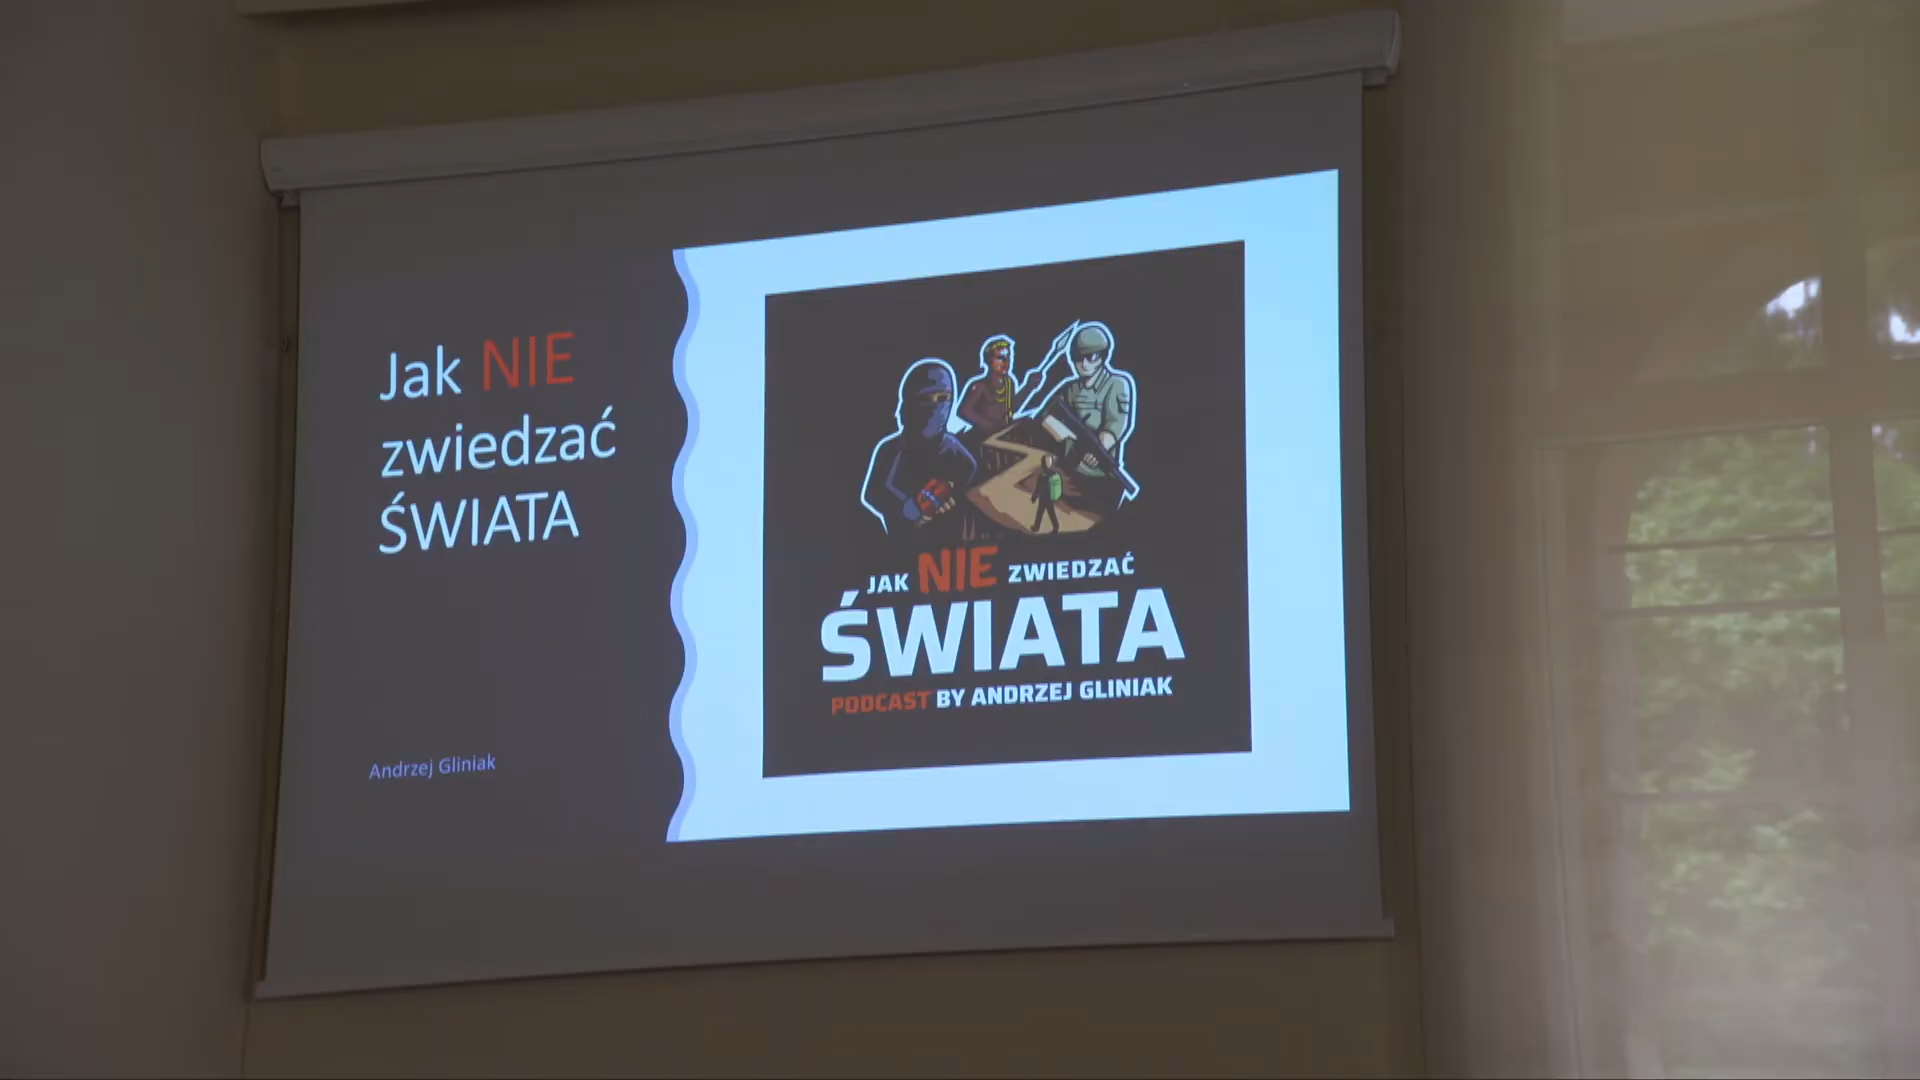 Jak NIE
zwiedzać
ŚWIATA
Andrzej Gliniak
JAK NIE ZWIEDZAĆ
ŚWIATA
PODCAST BY ANDRZEJ GLINIAK